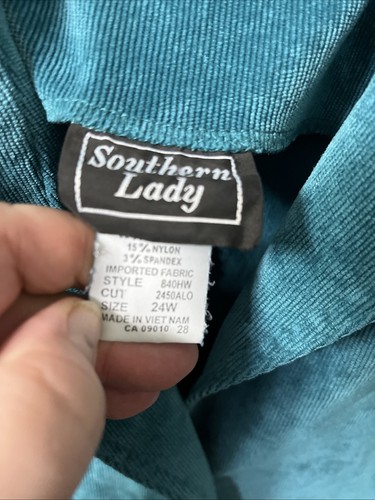 Southern
Lady
15% NYLON
3% SPANDEX
IMPORTED FABRIC
STYLE 840HW
CUT 2450ALO
SIZE 24W
MADE IN VIET NAM
CA 09010 28